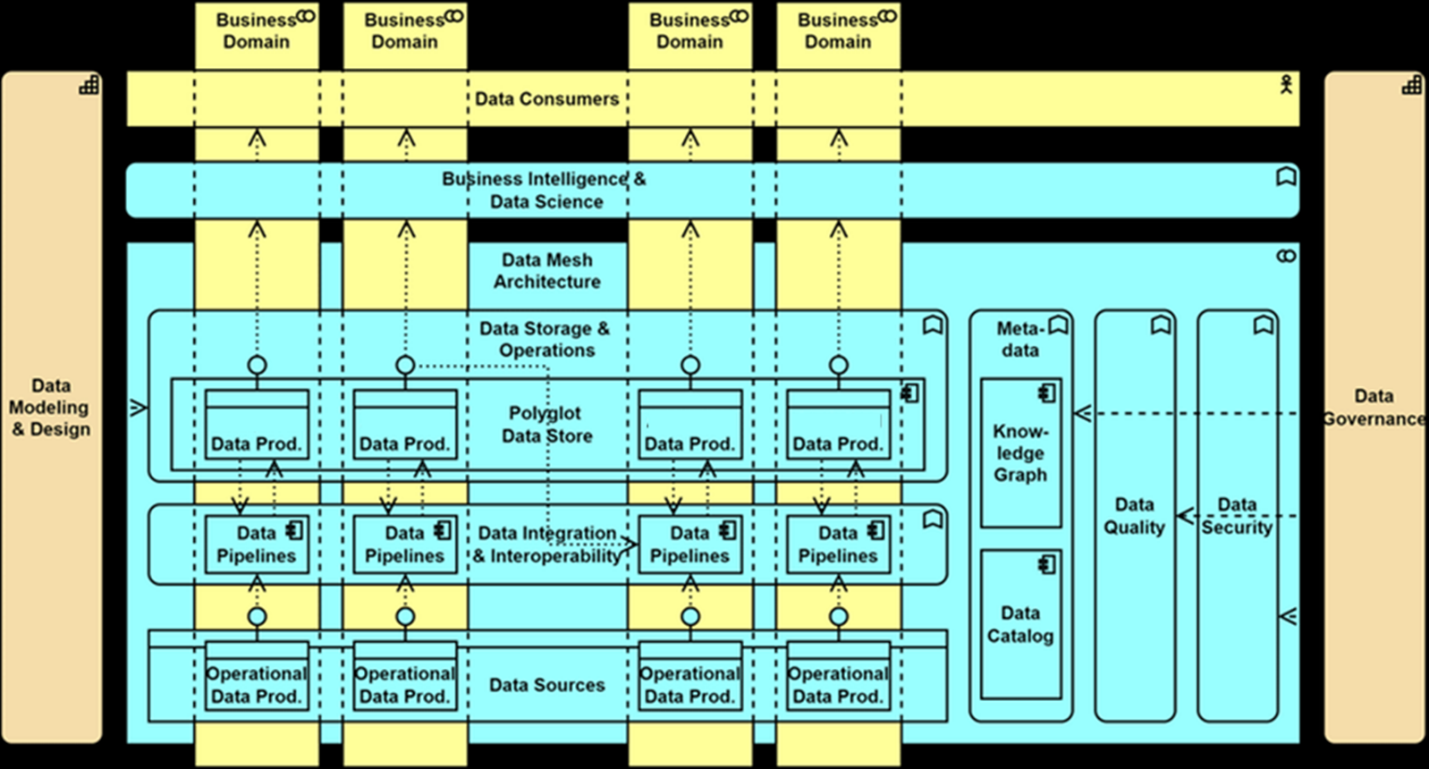 Business
Domain
Business
Domain
Business
Domain
Business
Domain
Data Consumers
Business Intelligence &
Data Science
Data Mesh
Architecture
Data Modeling
& Design
Data
Governance
Data Storage &
Operations
Polyglot
Data Store
Data Prod.
Data Prod.
Data Prod.
Data Prod.
Data
Pipelines
Data
Pipelines
Data Integration
& Interoperability
Data
Pipelines
Data
Pipelines
Operational
Data Prod.
Operational
Data Prod.
Data Sources
Operational
Data Prod.
Operational
Data Prod.
Meta-
data
Know-
ledge
Graph
Data
Catalog
Data
Quality
Data
Security